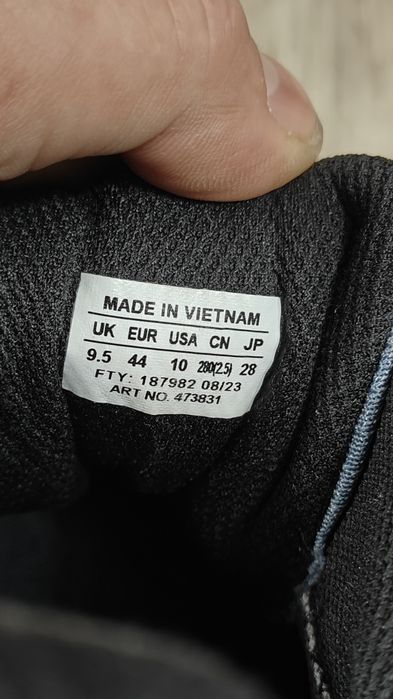 MADE IN VIETNAM
UK EUR USA CN JP
9.5 44 10 280(2.5) 28
FTY: 187982 08/23
ART NO. 473831